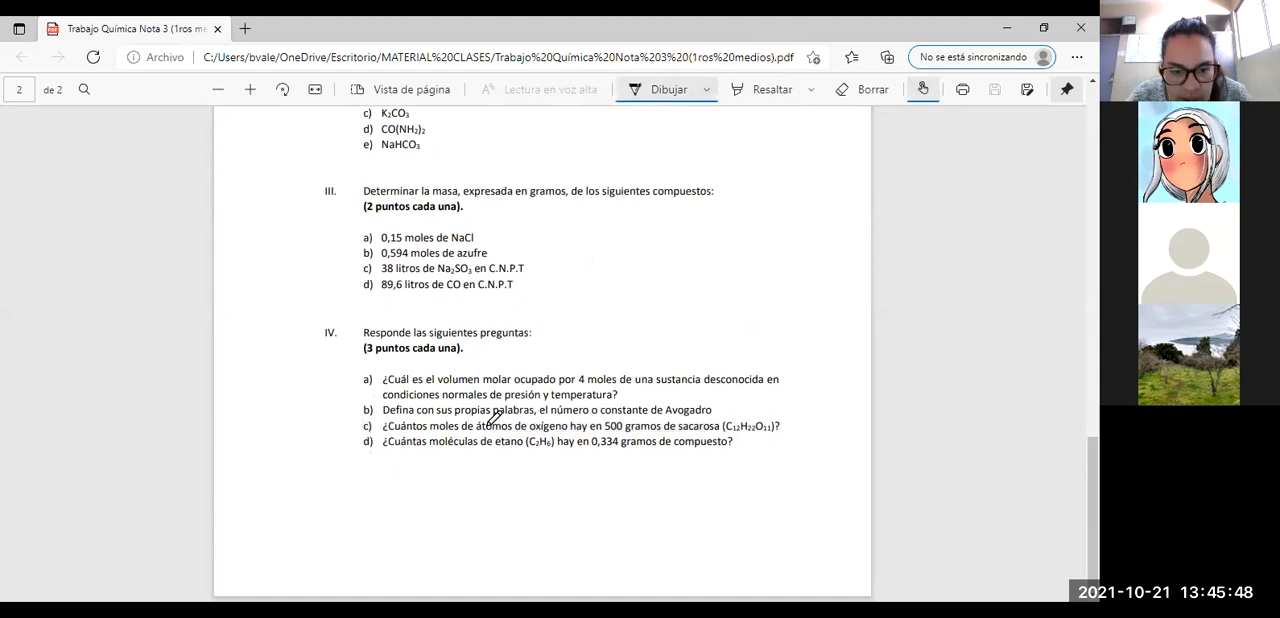 Trabajo Química Nota 3 (1ros me
Archivo
C:/Users/bvale/OneDrive/Escritorio/MATERIAL%20CLASES/Trabajo%20Química%20Nota%203%20(1ros%20medios).pdf
No se está sincronizando
2
de 2
Vista de página
Lectura en voz alta
Dibujar
Resaltar
Borrar
c) K₂CO₃
d) CO(NH₂)₂
e) NaHCO₃
III. Determinar la masa, expresada en gramos, de los siguientes compuestos:
(2 puntos cada una).
a) 0,15 moles de NaCl
b) 0,594 moles de azufre
c) 38 litros de Na₂SO₃ en C.N.P.T
d) 89,6 litros de CO en C.N.P.T
IV. Responde las siguientes preguntas:
(3 puntos cada una).
a) ¿Cuál es el volumen molar ocupado por 4 moles de una sustancia desconocida en
condiciones normales de presión y temperatura?
b) Defina con sus propias palabras, el número o constante de Avogadro
c) ¿Cuántos moles de átomos de oxígeno hay en 500 gramos de sacarosa (C₁₂H₂₂O₁₁)?
d) ¿Cuántas moléculas de etano (C₂H₆) hay en 0,334 gramos de compuesto?
2021-10-21 13:45:48